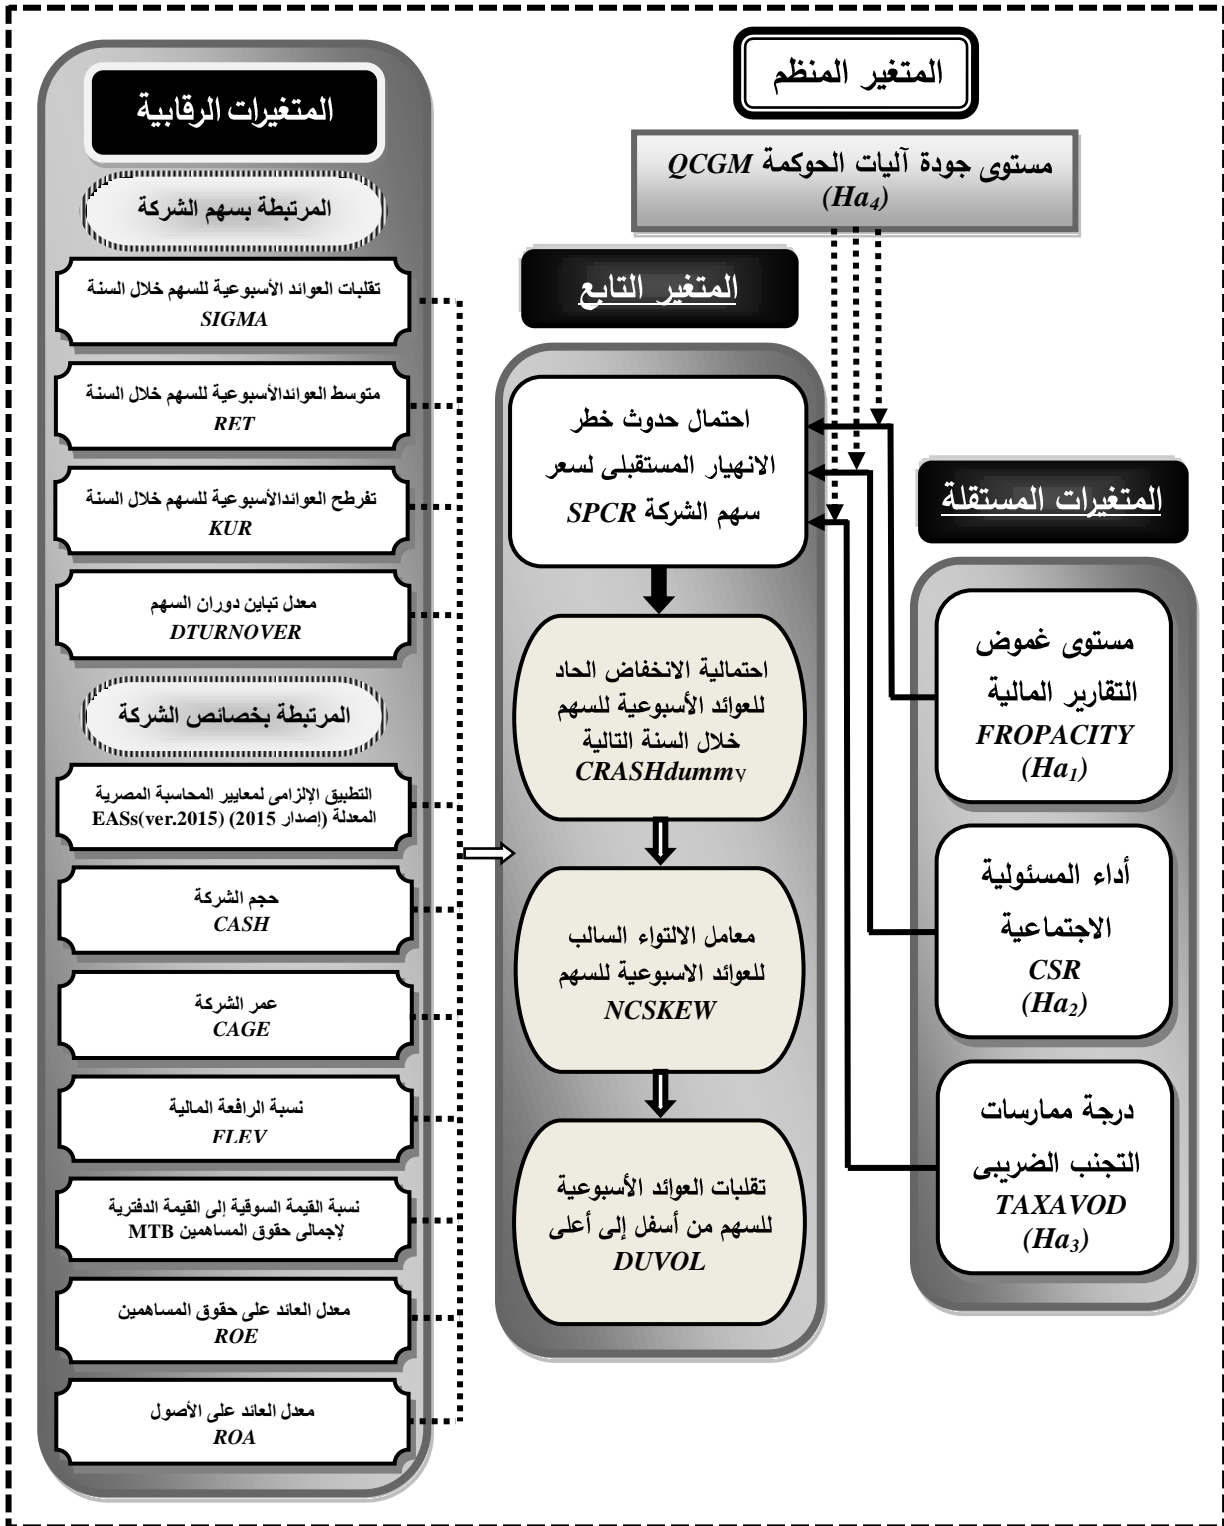 المتغير المنظم
مستوى جودة آليات الحوكمة QCGM
(Ha4)
المتغيرات المستقلة
مستوى غموض
التقارير المالية
FROPACITY
(Ha1)
أداء المسئولية
الاجتماعية
CSR
(Ha2)
درجة ممارسات
التجنب الضريبى
TAXAVOD
(Ha3)
المتغير التابع
احتمال حدوث خطر
الانهيار المستقبلى لسعر
سهم الشركة SPCR
احتمالية الانخفاض الحاد
للعوائد الأسبوعية للسهم
خلال السنة التالية
CRASHdummy
معامل الالتواء السالب
للعوائد الاسبوعية للسهم
NCSKEW
تقلبات العوائد الأسبوعية
للسهم من أسفل إلى أعلى
DUVOL
المتغيرات الرقابية
المرتبطة بسهم الشركة
تقلبات العوائد الأسبوعية للسهم خلال السنة
SIGMA
متوسط العوائدالأسبوعية للسهم خلال السنة
RET
تفرطح العوائدالأسبوعية للسهم خلال السنة
KUR
معدل تباين دوران السهم
DTURNOVER
المرتبطة بخصائص الشركة
التطبيق الإلزامى لمعايير المحاسبة المصرية
المعدلة (إصدار 2015) EASs(ver.2015)
حجم الشركة
CASH
عمر الشركة
CAGE
نسبة الرافعة المالية
FLEV
نسبة القيمة السوقية إلى القيمة الدفترية
لإجمالى حقوق المساهمين MTB
معدل العائد على حقوق المساهمين
ROE
معدل العائد على الأصول
ROA